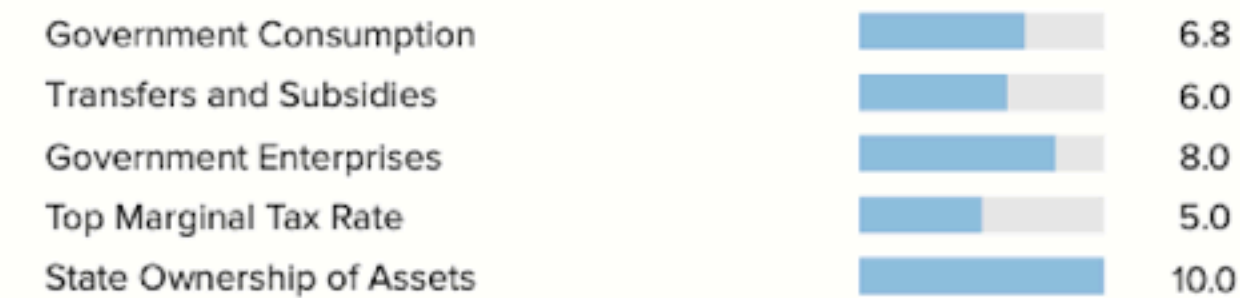 Government Consumption 6.8
Transfers and Subsidies 6.0
Government Enterprises 8.0
Top Marginal Tax Rate 5.0
State Ownership of Assets 10.0